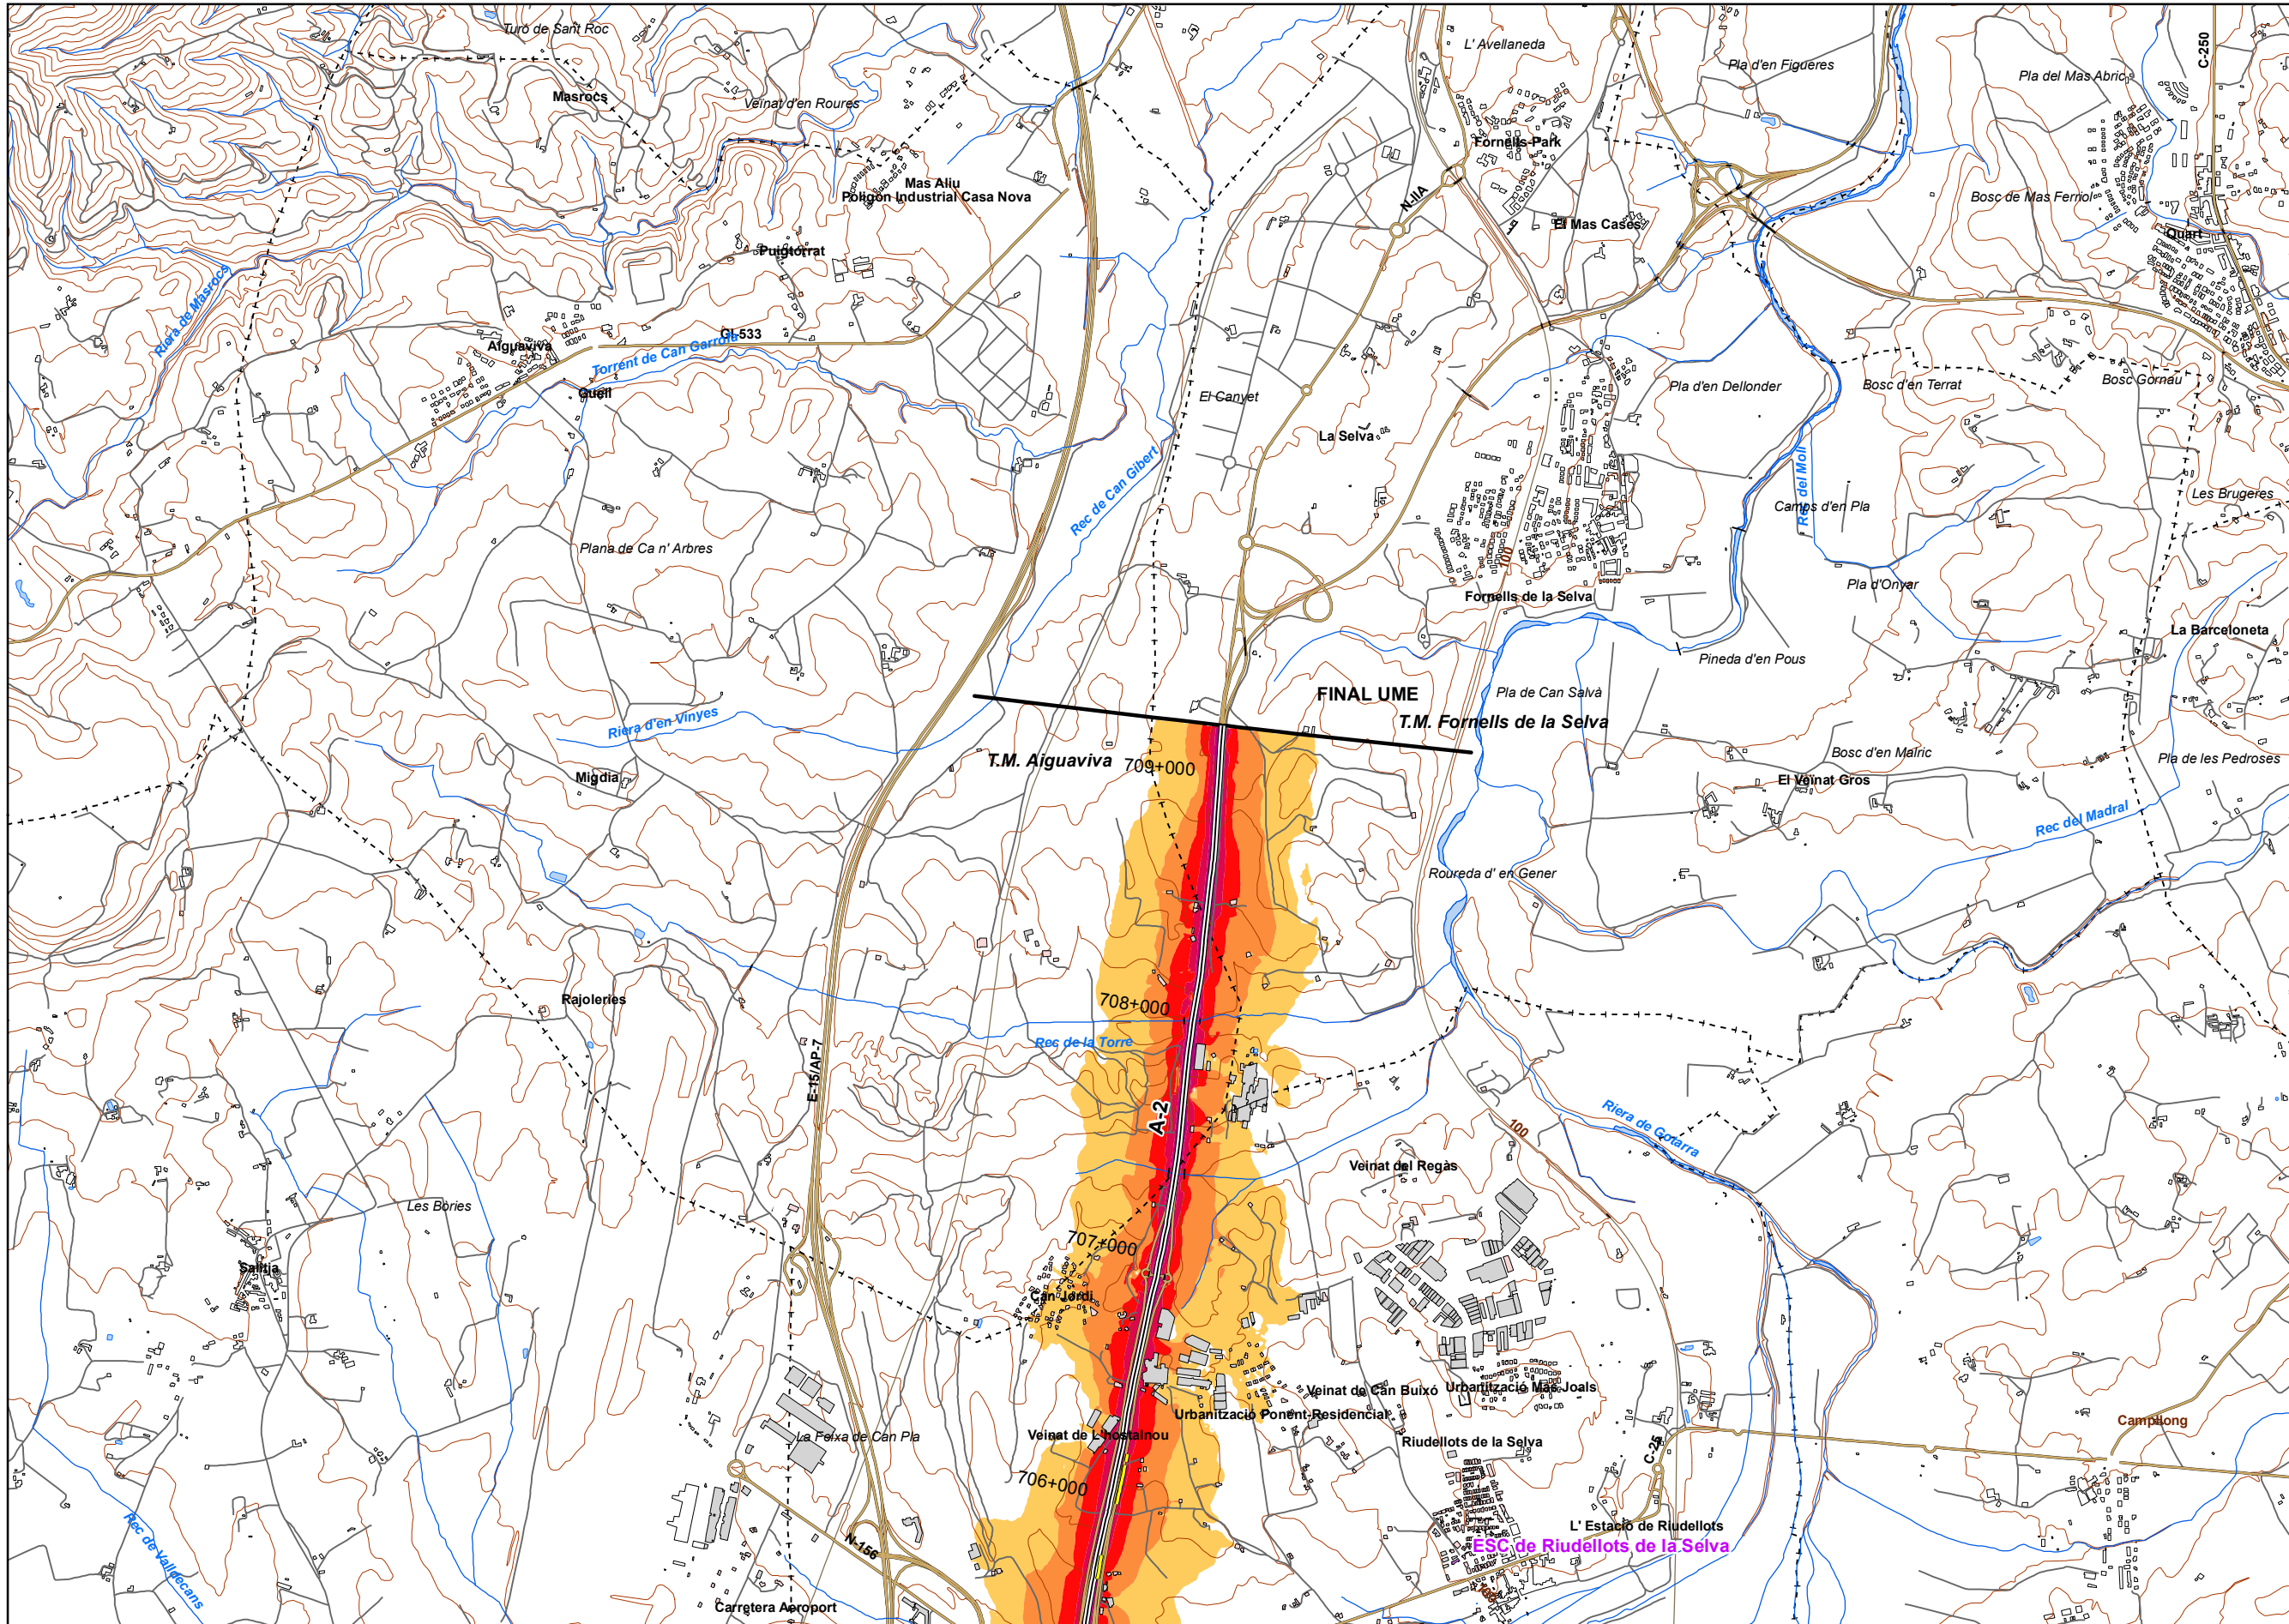 Turó de Sant Roc
L' Avellaneda
C-250
Pla d'en Figueres
Pla del Mas Abric
Masrocs
Veïnat d'en Roures
Fornells-Park
Mas Aliu
Polígon Industrial Casa Nova
N-IIA
Bosc de Mas Ferriol
El Mas Cases
Quart
Puigtorrat
Riera de Masrocs
GI-533
Aiguaviva
Torrent de Can Garrofa
Güell
El Canyet
Pla d'en Dellonder
Bosc d'en Terrat
Bosc Gornau
La Selva
Rec de Can Gibert
Rec del Molí
Les Brugeres
Camps d'en Pla
Plana de Ca n' Arbres
100
Pla d'Onyar
Fornells de la Selva
La Barceloneta
Pineda d'en Pous
FINAL UME
Pla de Can Salvà
Riera d'en Vinyes
T.M. Fornells de la Selva
Bosc d'en Malric
T.M. Aiguaviva
709+000
Pla de les Pedroses
Migdia
El Veïnat Gros
Rec del Madral
Roureda d' en Gener
Rajoleries
708+000
Rec de la Torre
E-15/AP-7
A-2
Riera de Gotarra
100
Veinat del Regàs
Les Bòries
707+000
Salitja
Can Jordi
Veinat de Can Buixó
Urbanització Mas Joals
Urbanització Ponent-Residencial
Campllong
Veinat de L'hostalnou
La Feixa de Can Pla
Riudellots de la Selva
C-25
706+000
Rec de Valldecans
N-156
L' Estació de Riudellots
ESC de Riudellots de la Selva
100
Carretera Aeroport